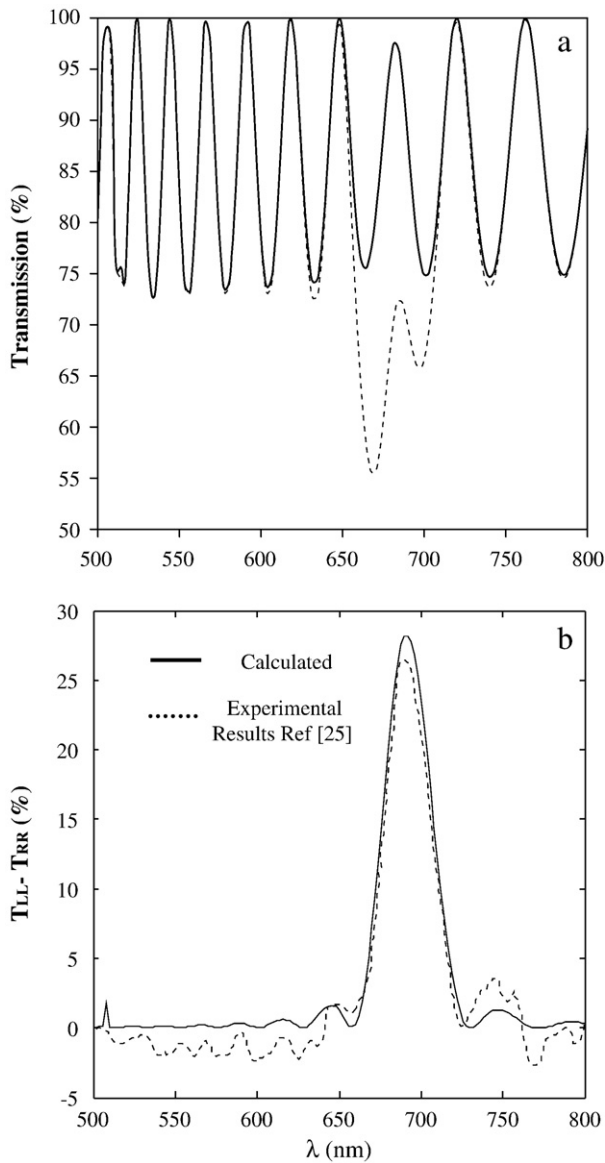 100
95
90
85
80
75
70
65
60
55
50
Transmission (%)
a
500 550 600 650 700 750 800
30
25
20
15
10
5
0
-5
TLL- TRR (%)
b
Calculated
Experimental
Results Ref [25]
500 550 600 650 700 750 800
λ (nm)